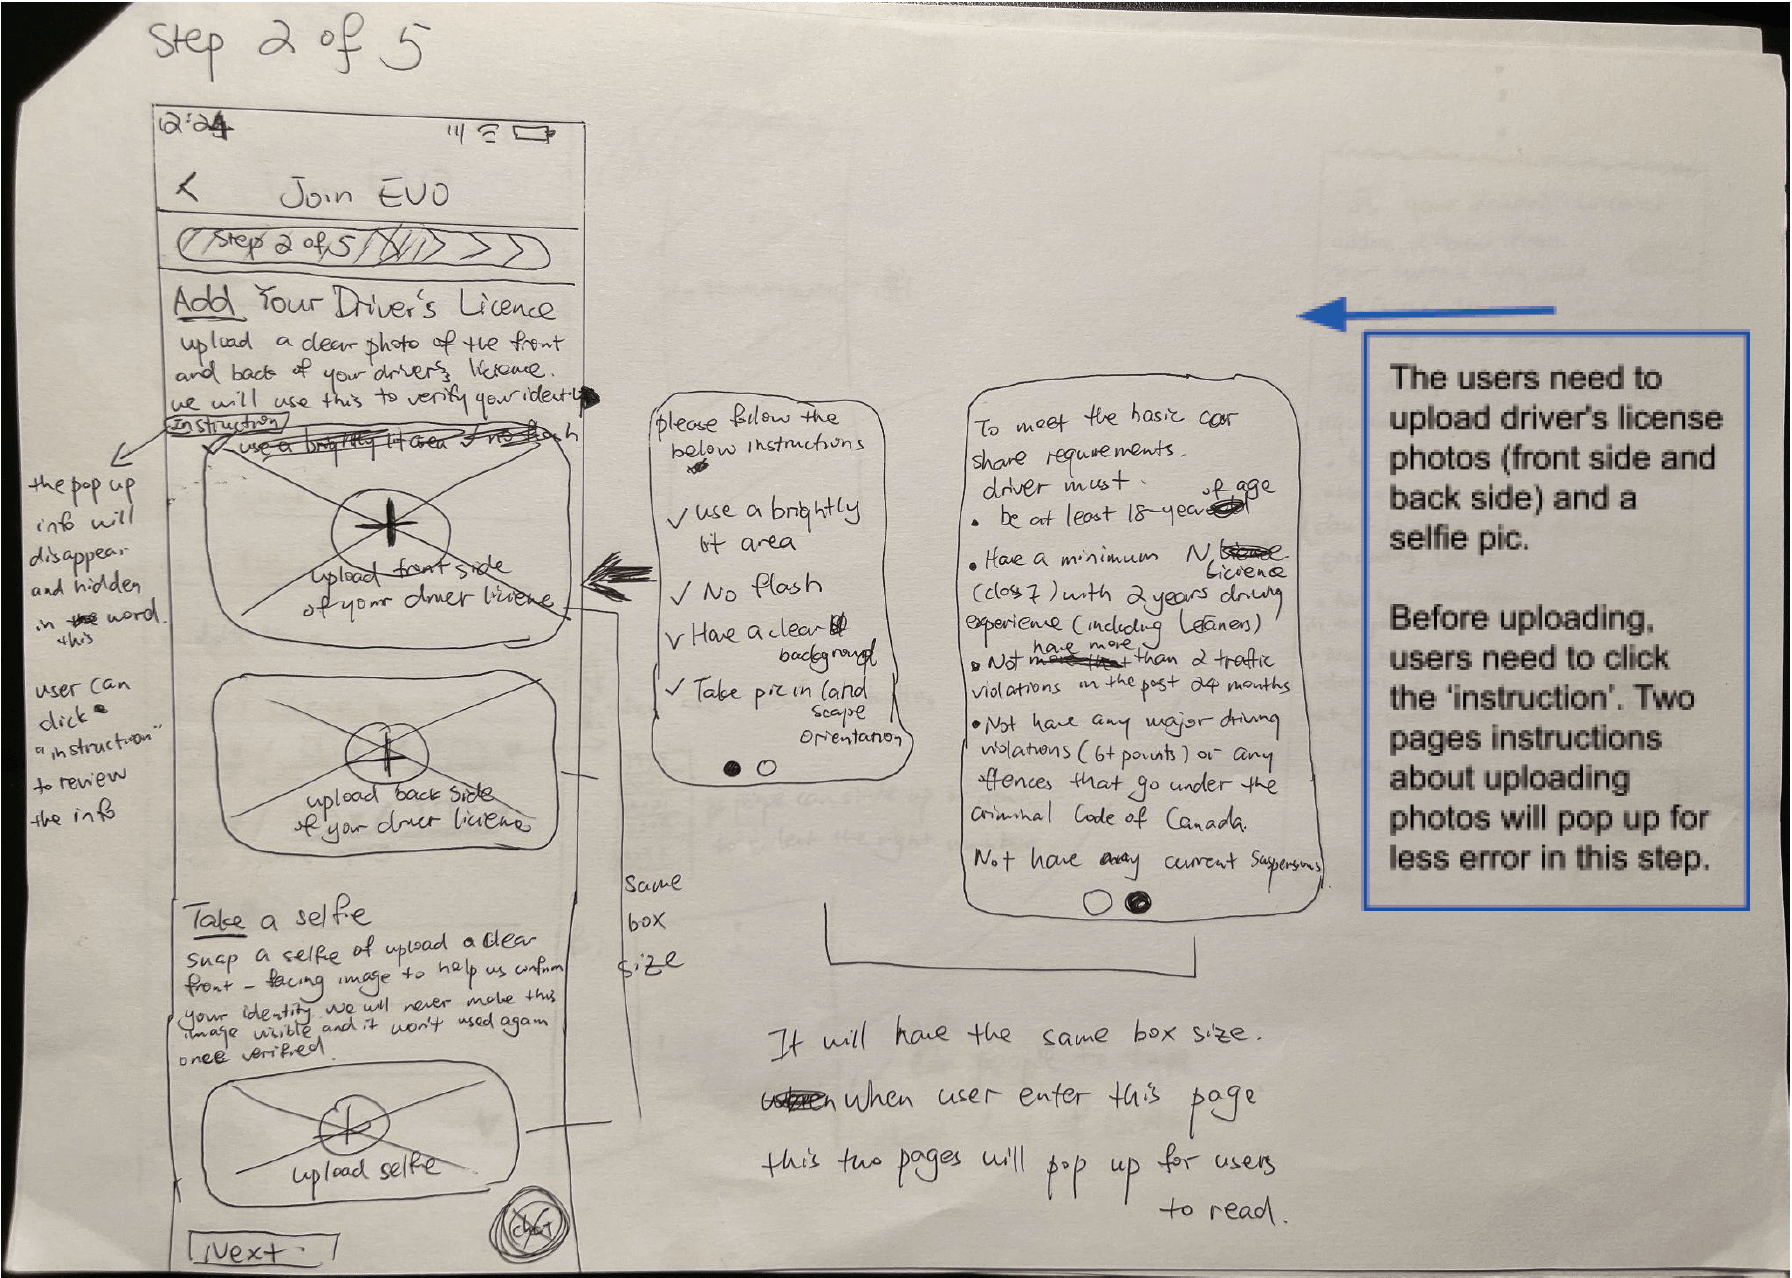 Step 2 of 5
12:24
Join EVO
Step 2 of 5
Add Your Driver's Licence
upload a clear photo of the front
and back of your driver's licience.
we will use this to verify your identi
Instruction
use a brightly lit area ✓ no flash
upload front side
of your driver licience
upload back side
of your driver licience
Take a selfie
snap a selfie of upload a clear
front - facing image to help us confirm
your identity we will never make this
image visible and it won't used again
once verified.
upload selfie
Next
chat
the pop up
info will
disappear
and hidden
in word.
this
user can
click
"instruction"
to review
the info
same
box
size
please follow the
below instructions
✓ use a brightly
lit area
✓ No flash
✓ Have a clear
background
✓ Take pic in land
scape
orientation
To meet the basic car
share requirements.
driver must.
of age
• be at least 18-year
• Have a minimum N
licience
(class 7) with 2 years driving
experience (including Learners)
have more
• Not than 2 traffic
violations in the past 24 months
• Not have any major driving
violations (6+ points) or any
offences that go under the
criminal Code of Canada.
Not have any current suspensions
It will have the same box size.
when user enter this page
this two pages will pop up for users
to read.
The users need to
upload driver's license
photos (front side and
back side) and a
selfie pic.
Before uploading,
users need to click
the ‘instruction’. Two
pages instructions
about uploading
photos will pop up for
less error in this step.